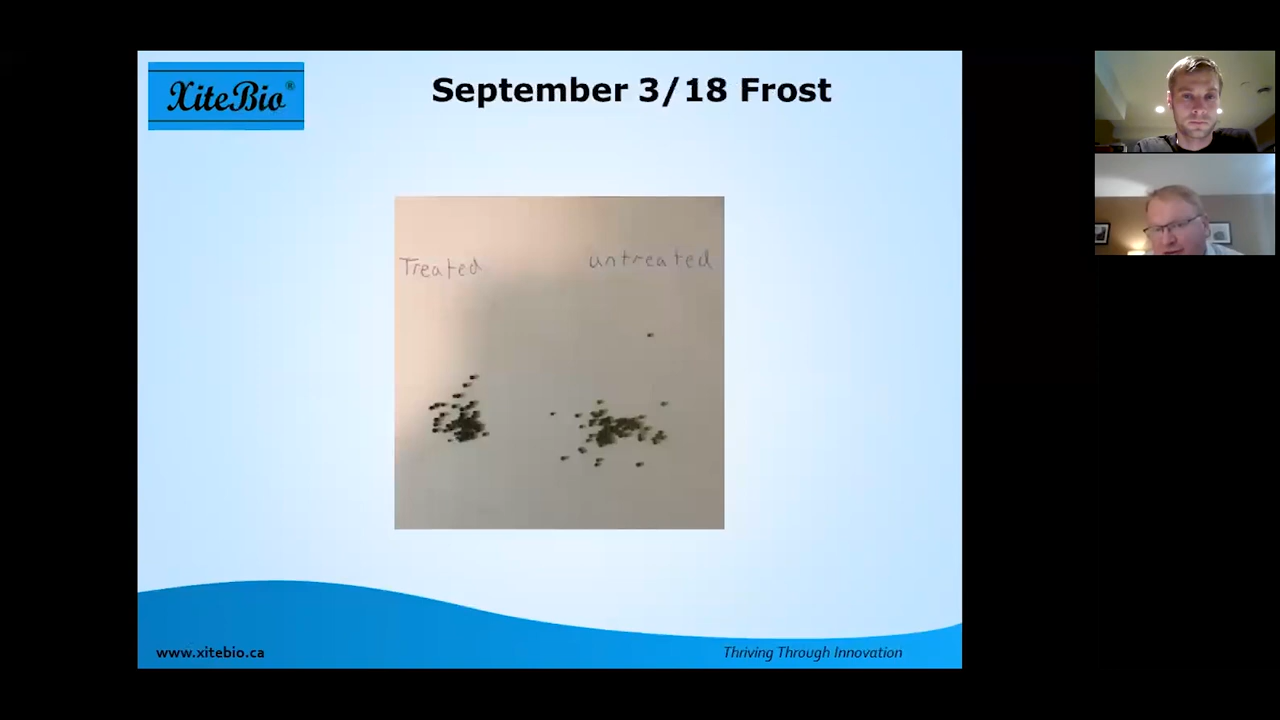 XiteBio®
September 3/18 Frost
Treated
untreated
www.xitebio.ca
Thriving Through Innovation